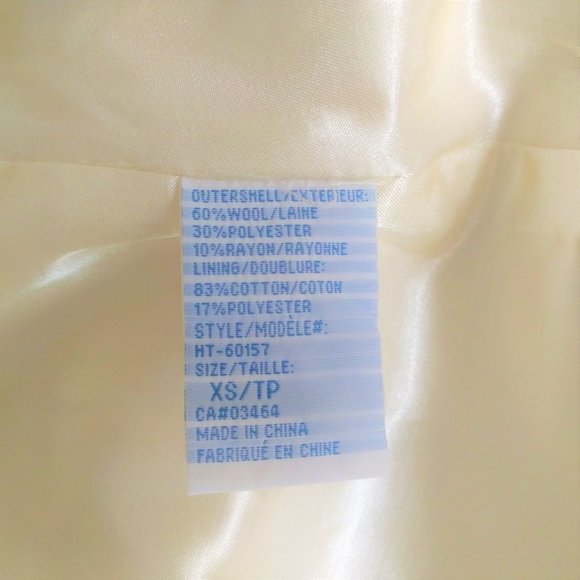 OUTERSHELL/EXTERIEUR:
60%WOOL/LAINE
30%POLYESTER
10%RAYON/RAYONNE
LINING/DOUBLURE:
83%COTTON/COTON
17%POLYESTER
STYLE/MODÈLE#:
HT-60157
SIZE/TAILLE:
XS/TP
CA#03464
MADE IN CHINA
FABRIQUÉ EN CHINE